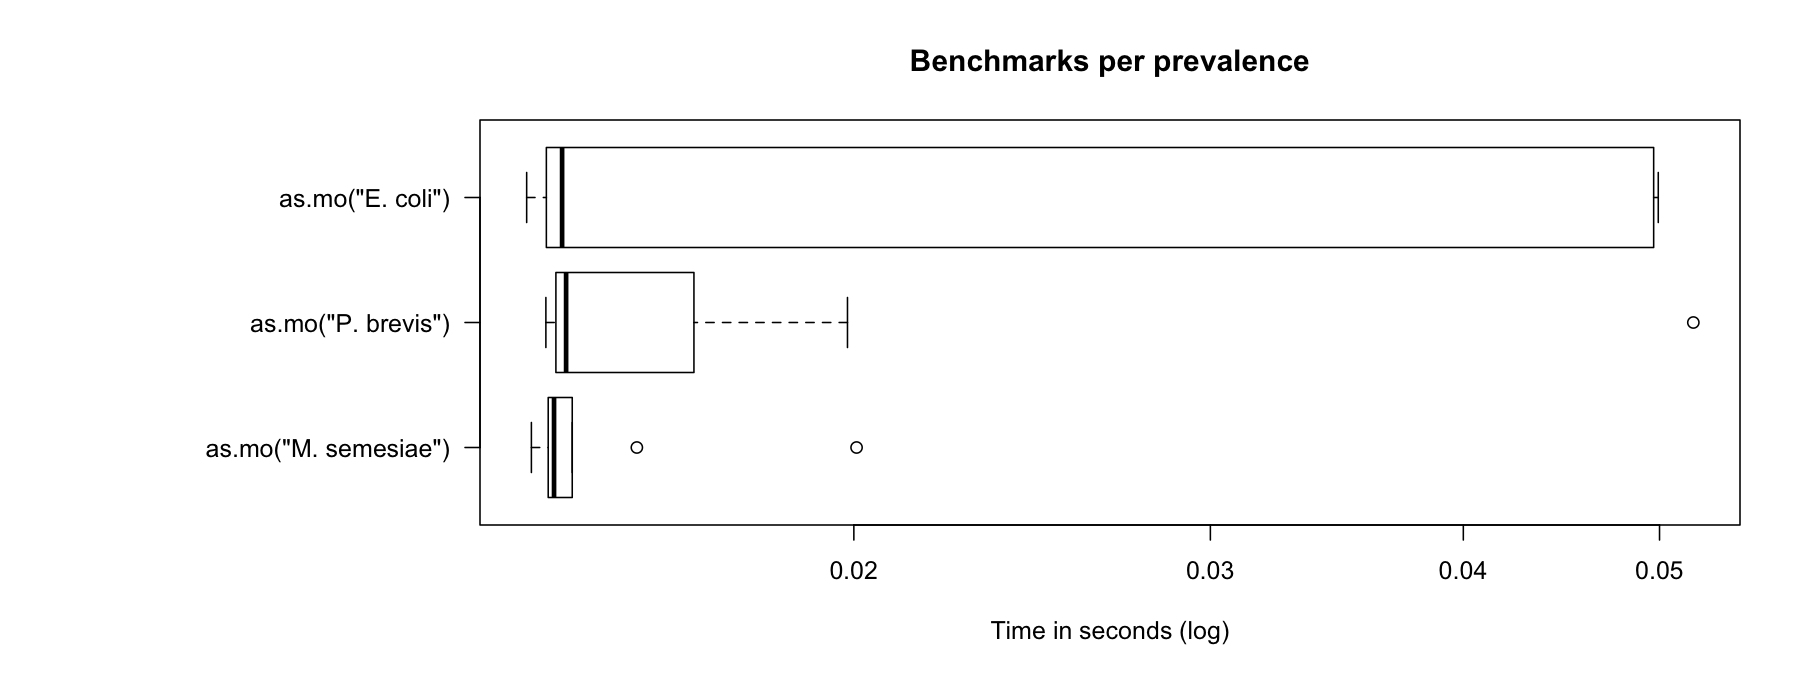 Benchmarks per prevalence
as.mo("E. coli")
as.mo("P. brevis")
as.mo("M. semesiae")
0.02 0.03 0.04 0.05
Time in seconds (log)